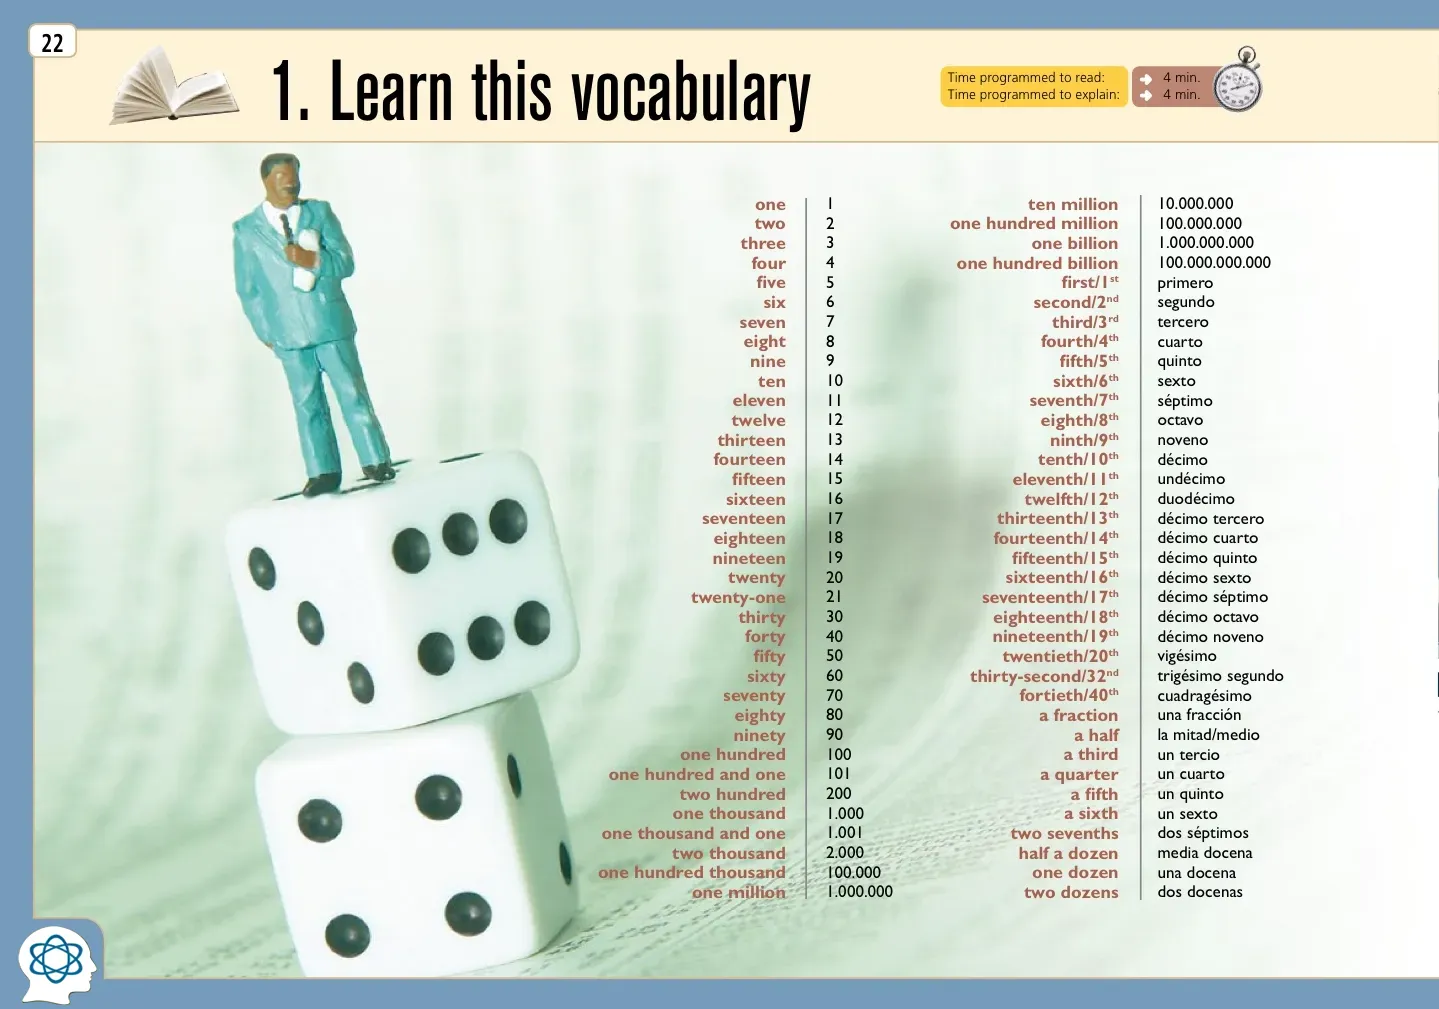 22
1. Learn this vocabulary
Time programmed to read: 4 min.
Time programmed to explain: 4 min.
one 1
two 2
three 3
four 4
five 5
six 6
seven 7
eight 8
nine 9
ten 10
eleven 11
twelve 12
thirteen 13
fourteen 14
fifteen 15
sixteen 16
seventeen 17
eighteen 18
nineteen 19
twenty 20
twenty-one 21
thirty 30
forty 40
fifty 50
sixty 60
seventy 70
eighty 80
ninety 90
one hundred 100
one hundred and one 101
two hundred 200
one thousand 1.000
one thousand and one 1.001
two thousand 2.000
one hundred thousand 100.000
one million 1.000.000
ten million 10.000.000
one hundred million 100.000.000
one billion 1.000.000.000
one hundred billion 100.000.000.000
first/1st primero
second/2nd segundo
third/3rd tercero
fourth/4th cuarto
fifth/5th quinto
sixth/6th sexto
seventh/7th séptimo
eighth/8th octavo
ninth/9th noveno
tenth/10th décimo
eleventh/11th undécimo
twelfth/12th duodécimo
thirteenth/13th décimo tercero
fourteenth/14th décimo cuarto
fifteenth/15th décimo quinto
sixteenth/16th décimo sexto
seventeenth/17th décimo séptimo
eighteenth/18th décimo octavo
nineteenth/19th décimo noveno
twentieth/20th vigésimo
thirty-second/32nd trigésimo segundo
fortieth/40th cuadragésimo
a fraction una fracción
a half la mitad/medio
a third un tercio
a quarter un cuarto
a fifth un quinto
a sixth un sexto
two sevenths dos séptimos
half a dozen media docena
one dozen una docena
two dozens dos docenas